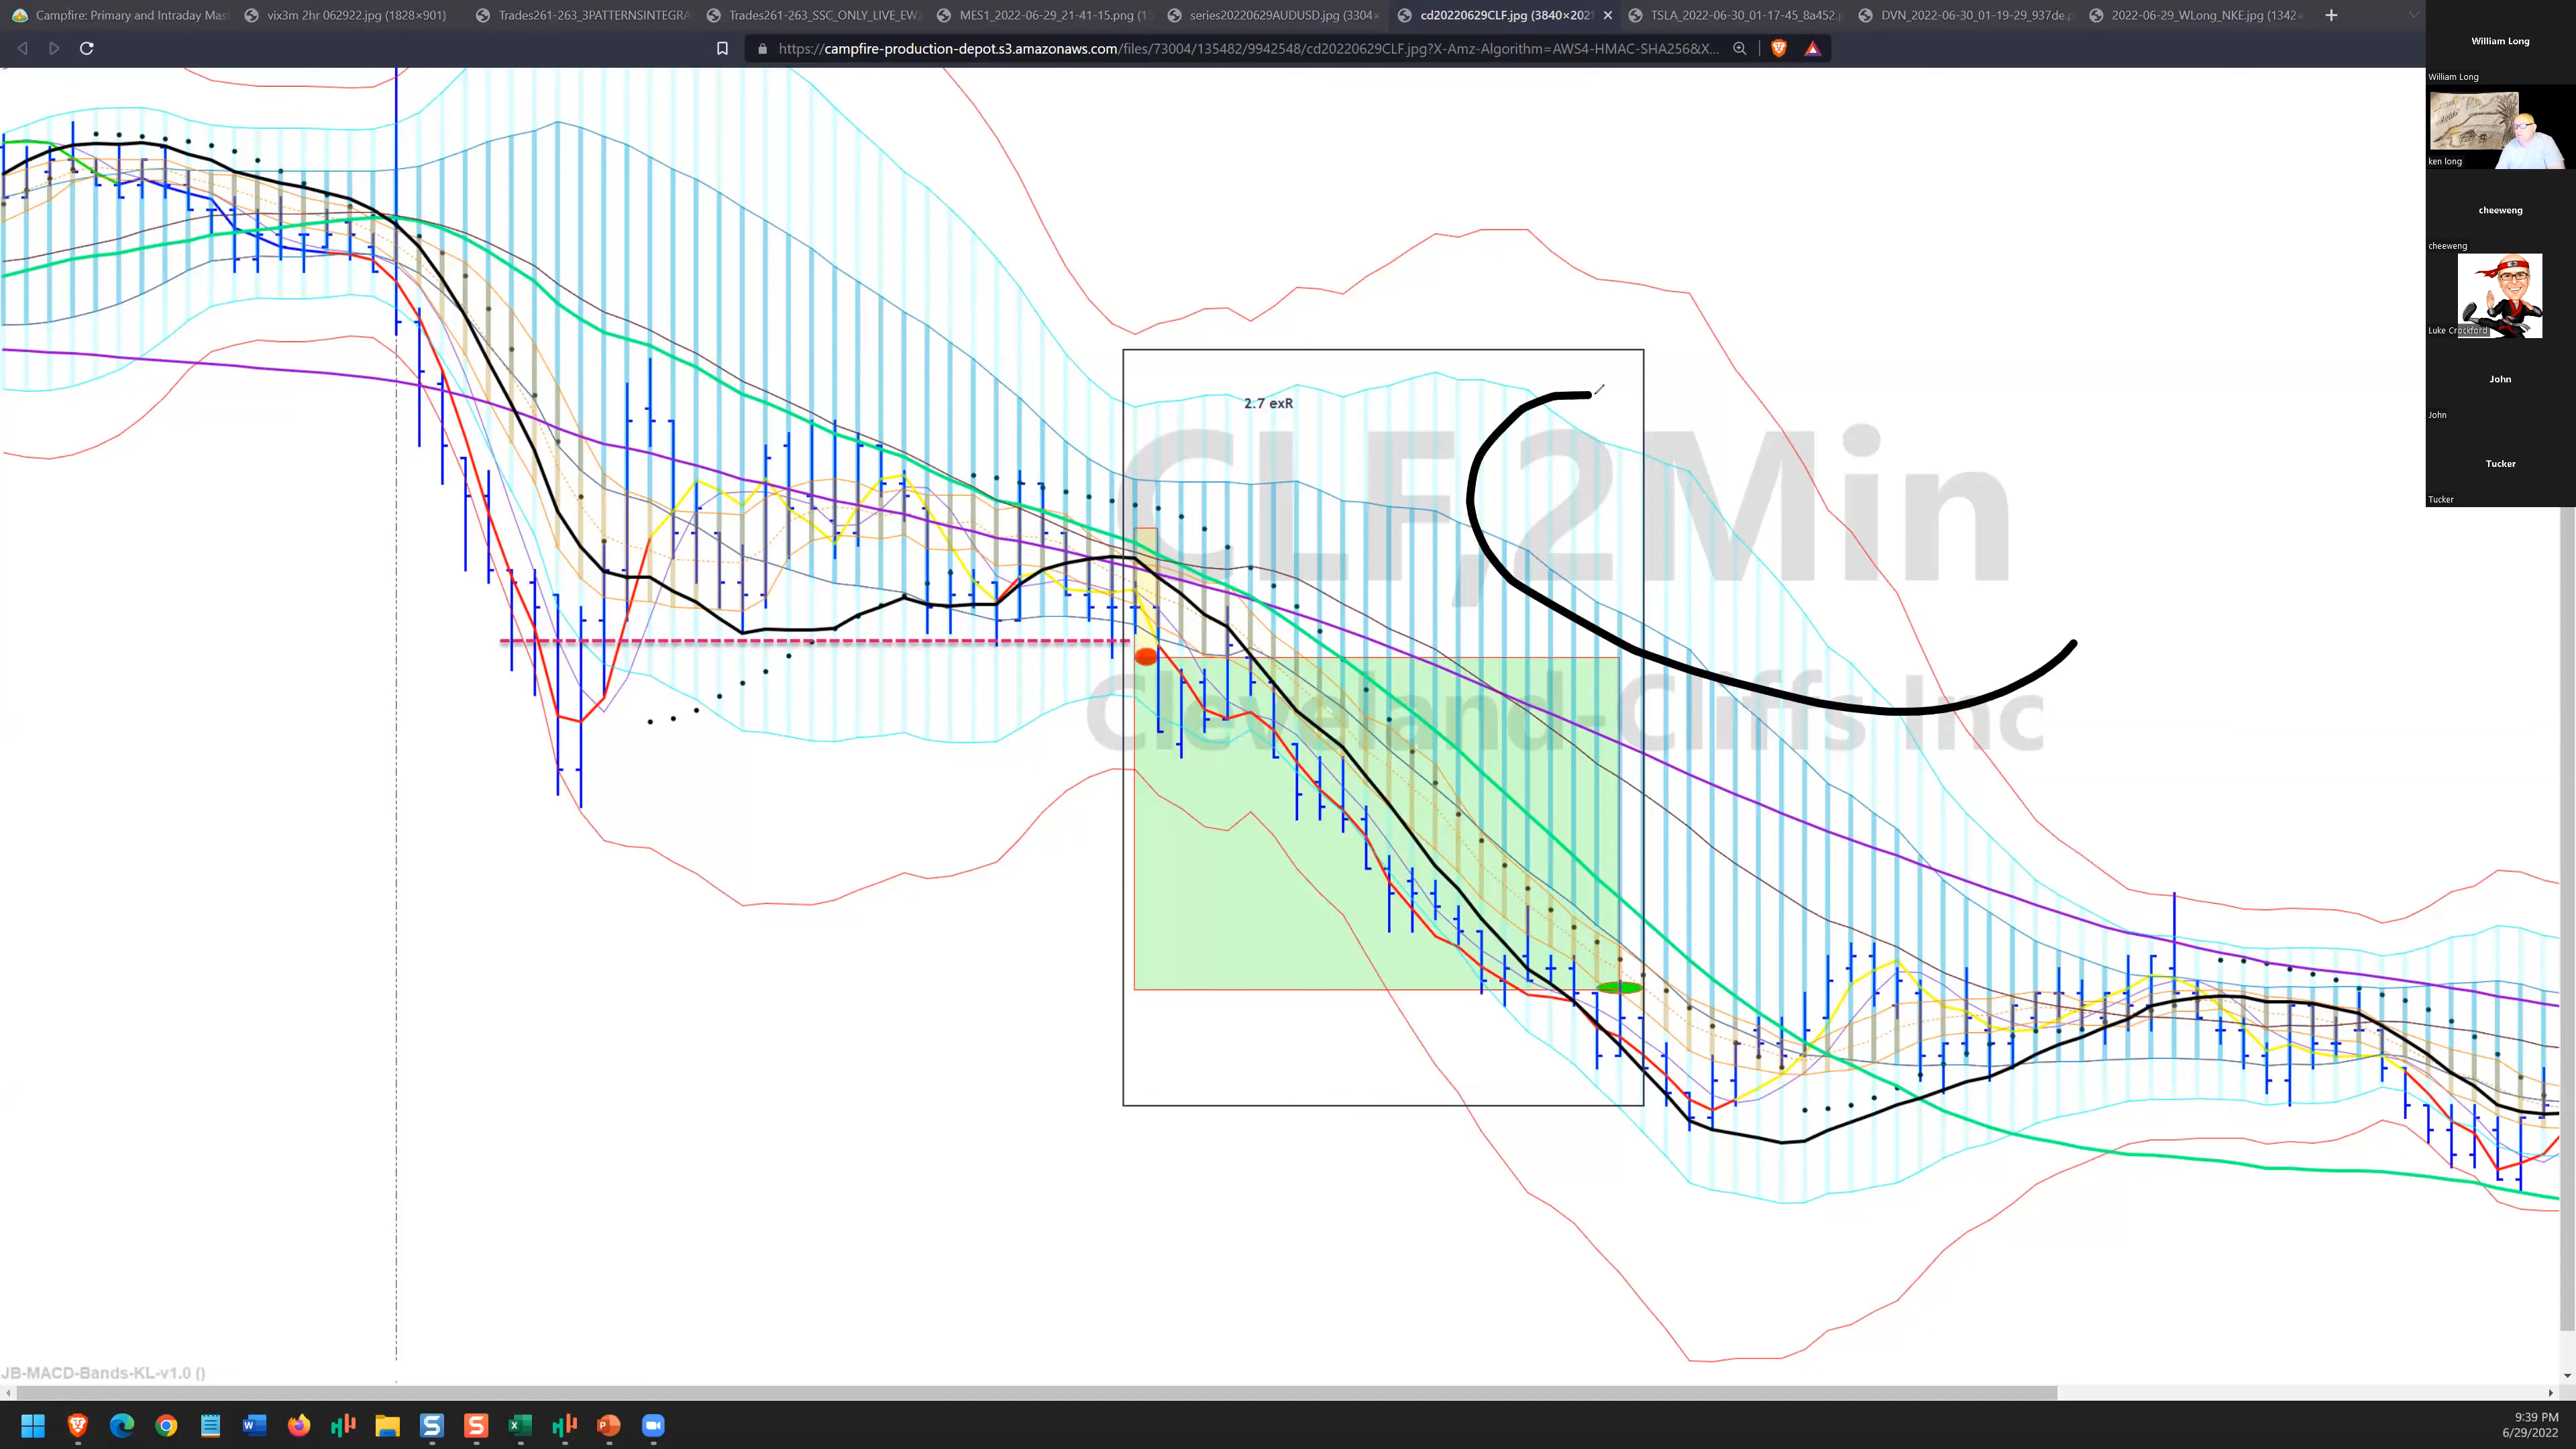 Campfire: Primary and Intraday Mas
vix3m 2hr 062922.jpg (1828×901)
Trades261-263_3PATTERNSINTEGRA
Trades261-263_SSC_ONLY_LIVE_EW
MES1_2022-06-29_21-41-15.png (1
series20220629AUDUSD.jpg (3304×
cd20220629CLF.jpg (3840×2021
TSLA_2022-06-30_01-17-45_8a452.
DVN_2022-06-30_01-19-29_937de.p
2022-06-29_WLong_NKE.jpg (1342×
https://campfire-production-depot.s3.amazonaws.com/files/73004/135482/9942548/cd20220629CLF.jpg?X-Amz-Algorithm=AWS4-HMAC-SHA256&X...
William Long
William Long
ken long
cheeweng
cheeweng
Luke Crockford
John
John
Tucker
Tucker
2.7 exR
CLF,2Min
Cleveland-Cliffs Inc
JB-MACD-Bands-KL-v1.0 ()
9:39 PM
6/29/2022